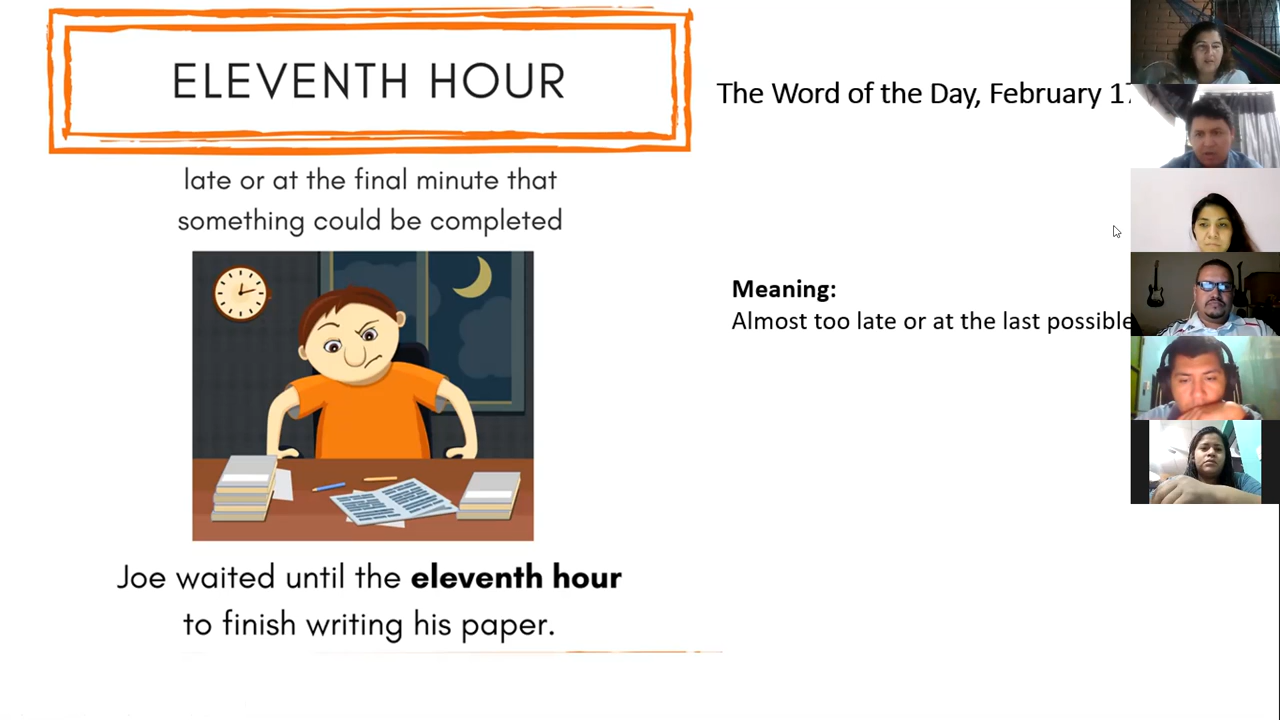 ELEVENTH HOUR
late or at the final minute that
something could be completed
Joe waited until the eleventh hour
to finish writing his paper.
The Word of the Day, February 17
Meaning:
Almost too late or at the last possible